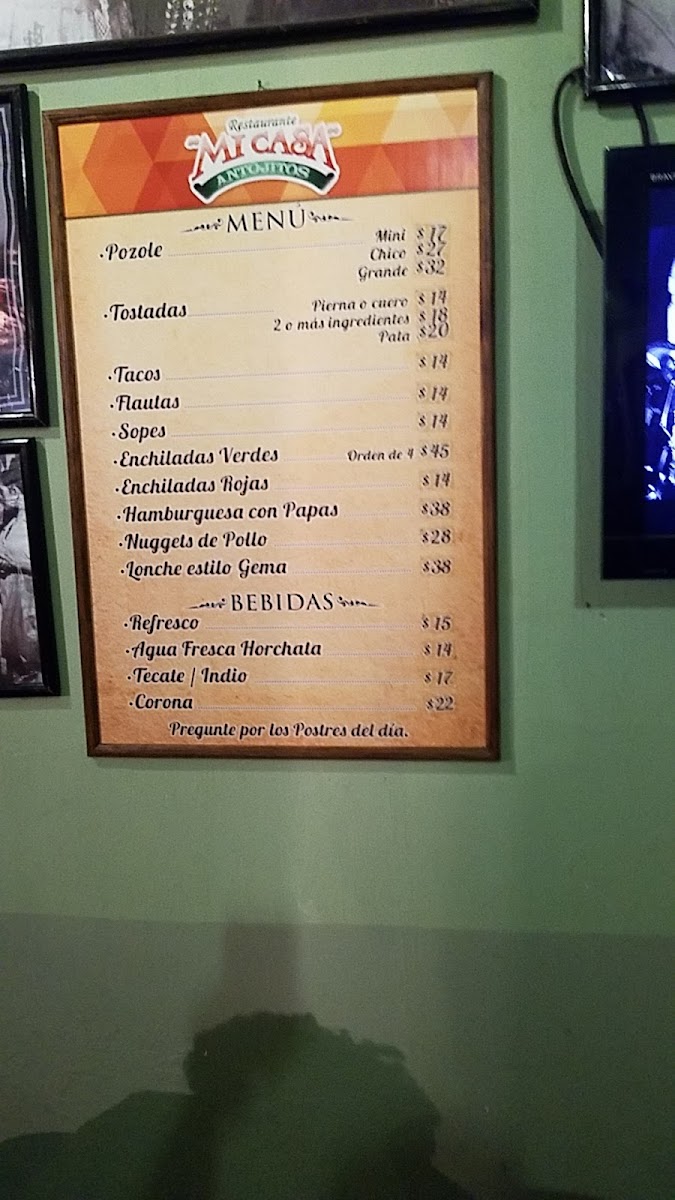 Restaurante
MI CASA
ANTOJITOS
MENÚ
·Pozole Mini $17
Chico $27
Grande $32
·Tostadas Pierna o cuero $14
2 o más ingredientes $18
Pata $20
·Tacos $14
·Flautas $14
·Sopes $14
·Enchiladas Verdes Orden de 4 $45
·Enchiladas Rojas $14
·Hamburguesa con Papas $38
·Nuggets de Pollo $28
·Lonche estilo Gema $38
BEBIDAS
·Refresco $15
·Agua Fresca Horchata $14
·Tecate / Indio $17
·Corona $22
Pregunte por los Postres del día.